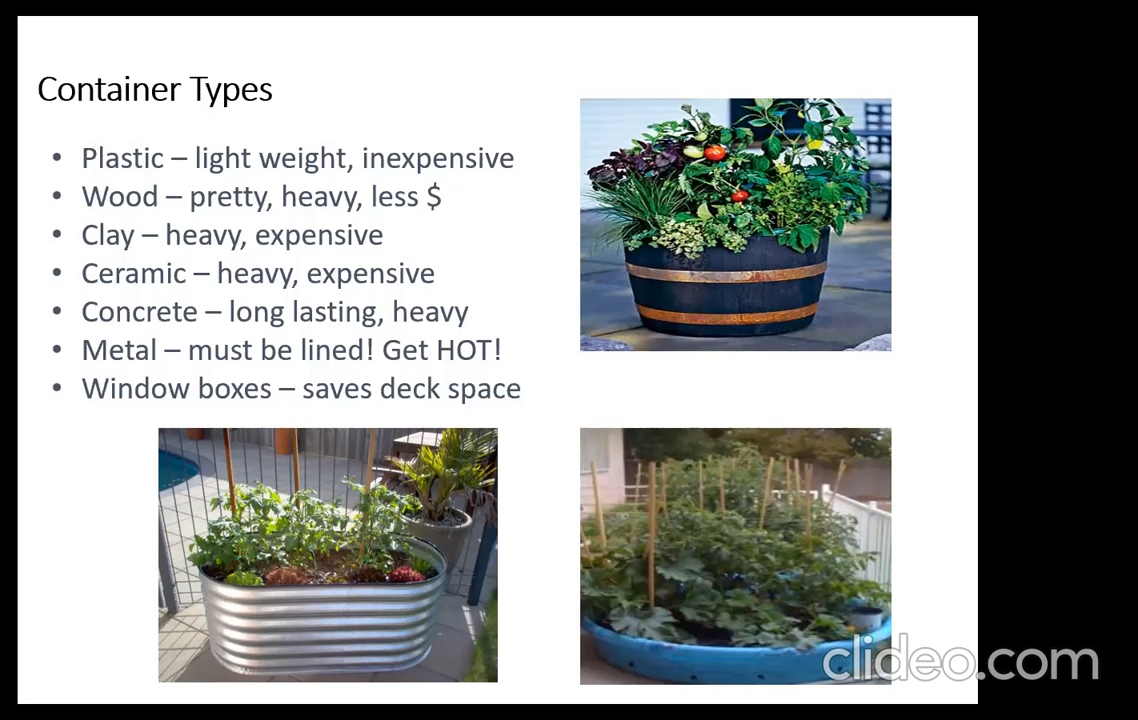 Container Types
• Plastic – light weight, inexpensive
• Wood – pretty, heavy, less $
• Clay – heavy, expensive
• Ceramic – heavy, expensive
• Concrete – long lasting, heavy
• Metal – must be lined! Get HOT!
• Window boxes – saves deck space
clideo.com